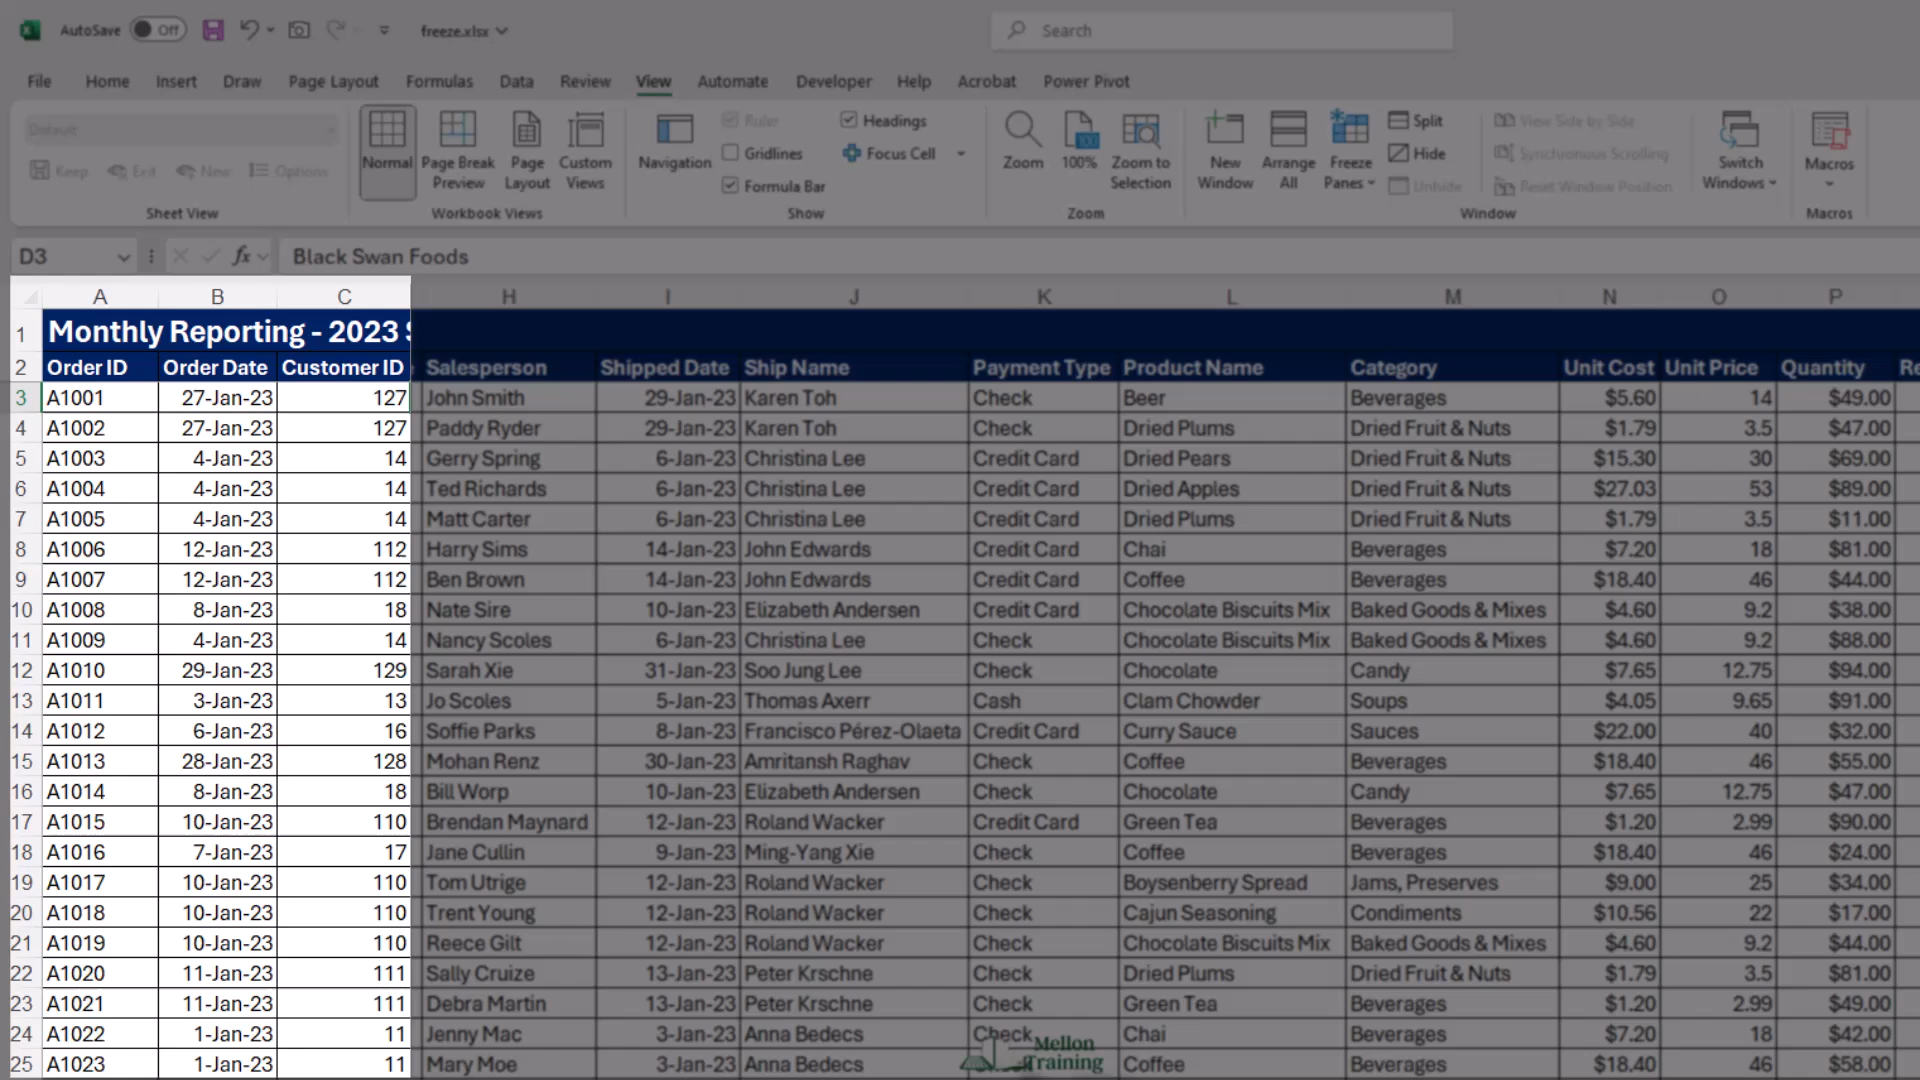 AutoSave Off freeze.xlsx Search
File Home Insert Draw Page Layout Formulas Data Review View Automate Developer Help Acrobat Power Pivot
Default
Keep Exit New Options
Sheet View
Normal Page Break Preview Page Layout Custom Views
Workbook Views
Navigation Ruler Gridlines Formula Bar Headings Focus Cell
Show
Zoom 100% Zoom to Selection
Zoom
New Window Arrange All Freeze Panes Split Hide Unhide View Side by Side Synchronous Scrolling Reset Window Position Switch Windows
Window
Macros
Macros
D3 fx Black Swan Foods
A B C H I J K L M N O P
1 Monthly Reporting - 2023
2 Order ID Order Date Customer ID Salesperson Shipped Date Ship Name Payment Type Product Name Category Unit Cost Unit Price Quantity Re
3 A1001 27-Jan-23 127 John Smith 29-Jan-23 Karen Toh Check Beer Beverages $5.60 14 $49.00
4 A1002 27-Jan-23 127 Paddy Ryder 29-Jan-23 Karen Toh Check Dried Plums Dried Fruit & Nuts $1.79 3.5 $47.00
5 A1003 4-Jan-23 14 Gerry Spring 6-Jan-23 Christina Lee Credit Card Dried Pears Dried Fruit & Nuts $15.30 30 $69.00
6 A1004 4-Jan-23 14 Ted Richards 6-Jan-23 Christina Lee Credit Card Dried Apples Dried Fruit & Nuts $27.03 53 $89.00
7 A1005 4-Jan-23 14 Matt Carter 6-Jan-23 Christina Lee Credit Card Dried Plums Dried Fruit & Nuts $1.79 3.5 $11.00
8 A1006 12-Jan-23 112 Harry Sims 14-Jan-23 John Edwards Credit Card Chai Beverages $7.20 18 $81.00
9 A1007 12-Jan-23 112 Ben Brown 14-Jan-23 John Edwards Credit Card Coffee Beverages $18.40 46 $44.00
10 A1008 8-Jan-23 18 Nate Sire 10-Jan-23 Elizabeth Andersen Credit Card Chocolate Biscuits Mix Baked Goods & Mixes $4.60 9.2 $38.00
11 A1009 4-Jan-23 14 Nancy Scoles 6-Jan-23 Christina Lee Check Chocolate Biscuits Mix Baked Goods & Mixes $4.60 9.2 $88.00
12 A1010 29-Jan-23 129 Sarah Xie 31-Jan-23 Soo Jung Lee Check Chocolate Candy $7.65 12.75 $94.00
13 A1011 3-Jan-23 13 Jo Scoles 5-Jan-23 Thomas Axerr Cash Clam Chowder Soups $4.05 9.65 $91.00
14 A1012 6-Jan-23 16 Soffie Parks 8-Jan-23 Francisco Pérez-Olaeta Credit Card Curry Sauce Sauces $22.00 40 $32.00
15 A1013 28-Jan-23 128 Mohan Renz 30-Jan-23 Amritansh Raghav Check Coffee Beverages $18.40 46 $55.00
16 A1014 8-Jan-23 18 Bill Worp 10-Jan-23 Elizabeth Andersen Check Chocolate Candy $7.65 12.75 $47.00
17 A1015 10-Jan-23 110 Brendan Maynard 12-Jan-23 Roland Wacker Credit Card Green Tea Beverages $1.20 2.99 $90.00
18 A1016 7-Jan-23 17 Jane Cullin 9-Jan-23 Ming-Yang Xie Check Coffee Beverages $18.40 46 $24.00
19 A1017 10-Jan-23 110 Tom Utrige 12-Jan-23 Roland Wacker Check Boysenberry Spread Jams, Preserves $9.00 25 $34.00
20 A1018 10-Jan-23 110 Trent Young 12-Jan-23 Roland Wacker Check Cajun Seasoning Condiments $10.56 22 $17.00
21 A1019 10-Jan-23 110 Reece Gilt 12-Jan-23 Roland Wacker Check Chocolate Biscuits Mix Baked Goods & Mixes $4.60 9.2 $44.00
22 A1020 11-Jan-23 111 Sally Cruize 13-Jan-23 Peter Krschne Check Dried Plums Dried Fruit & Nuts $1.79 3.5 $81.00
23 A1021 11-Jan-23 111 Debra Martin 13-Jan-23 Peter Krschne Check Green Tea Beverages $1.20 2.99 $49.00
24 A1022 1-Jan-23 11 Jenny Mac 3-Jan-23 Anna Bedecs Check Chai Beverages $7.20 18 $42.00
25 A1023 1-Jan-23 11 Mary Moe 3-Jan-23 Anna Bedecs Coffee Beverages $18.40 46 $58.00
Mellon
Training